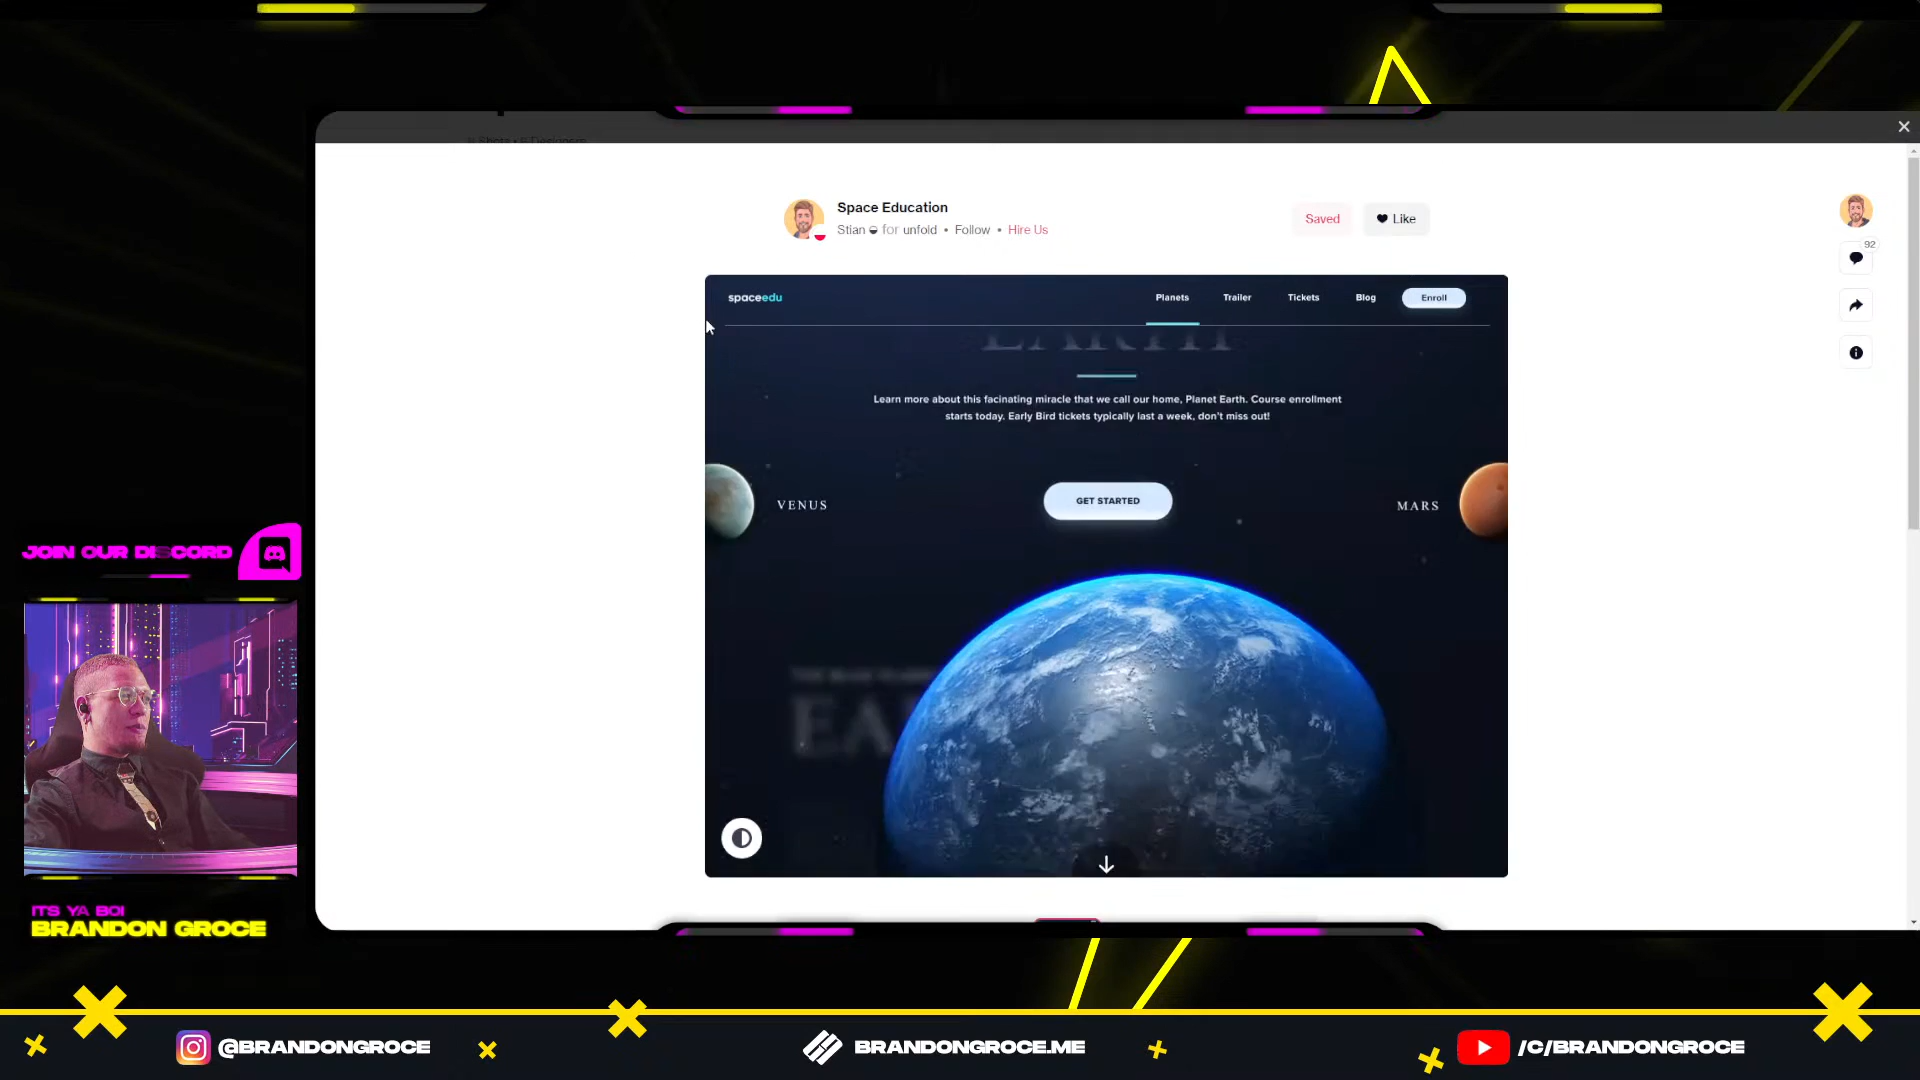 Space Education
Stian for unfold • Follow • Hire Us
Saved
Like
92
spaceedu
Planets
Trailer
Tickets
Blog
Enroll
EARTH
Learn more about this facinating miracle that we call our home, Planet Earth. Course enrollment
starts today. Early Bird tickets typically last a week, don't miss out!
VENUS
GET STARTED
MARS
EA
JOIN OUR DISCORD
ITS YA BOI
BRANDON GROCE
@BRANDONGROCE
BRANDONGROCE.ME
/C/BRANDONGROCE